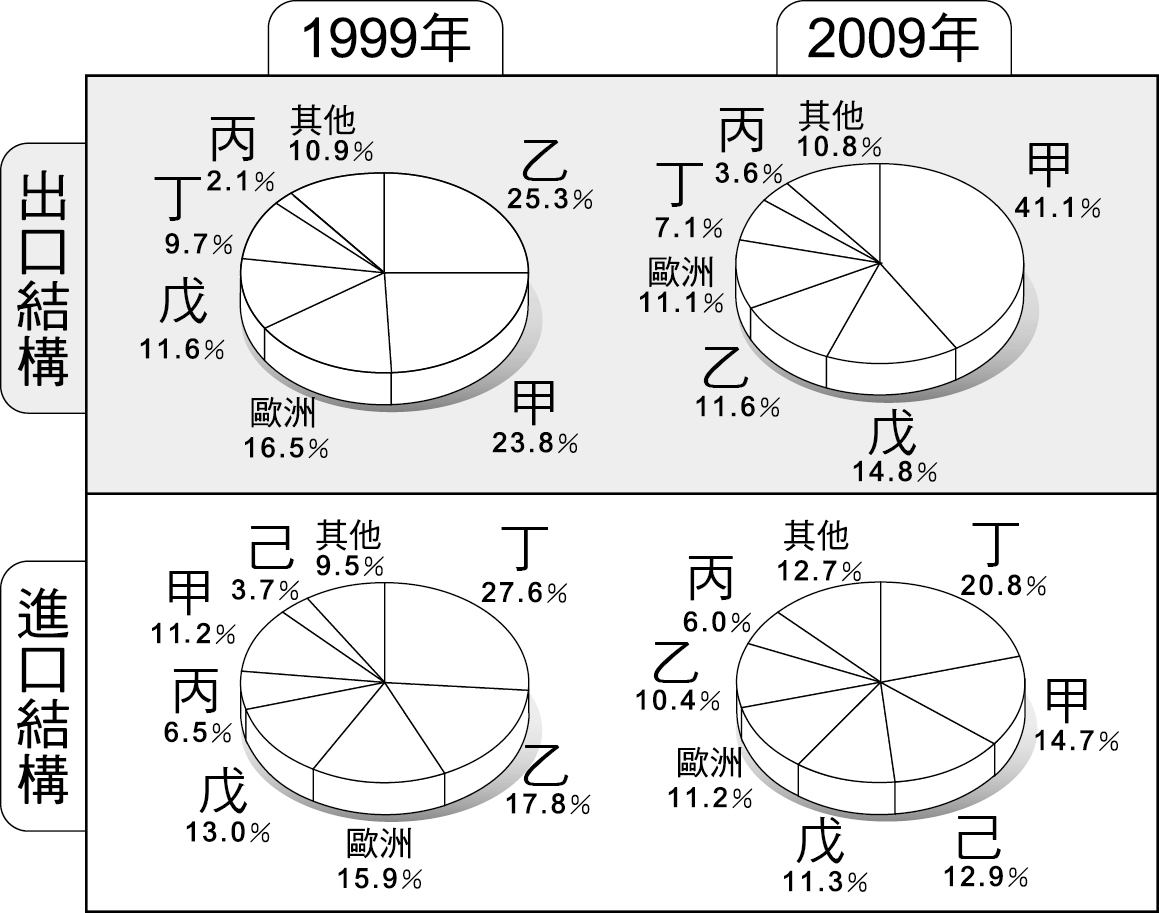 1999年
2009年
出口結構
其他
10.9%
乙
25.3%
甲
23.8%
歐洲
16.5%
戊
11.6%
丁
9.7%
丙
2.1%
其他
10.8%
甲
41.1%
戊
14.8%
乙
11.6%
歐洲
11.1%
丁
7.1%
丙
3.6%
進口結構
其他
9.5%
丁
27.6%
乙
17.8%
歐洲
15.9%
戊
13.0%
丙
6.5%
甲
11.2%
己
3.7%
其他
12.7%
丁
20.8%
甲
14.7%
己
12.9%
戊
11.3%
歐洲
11.2%
乙
10.4%
丙
6.0%